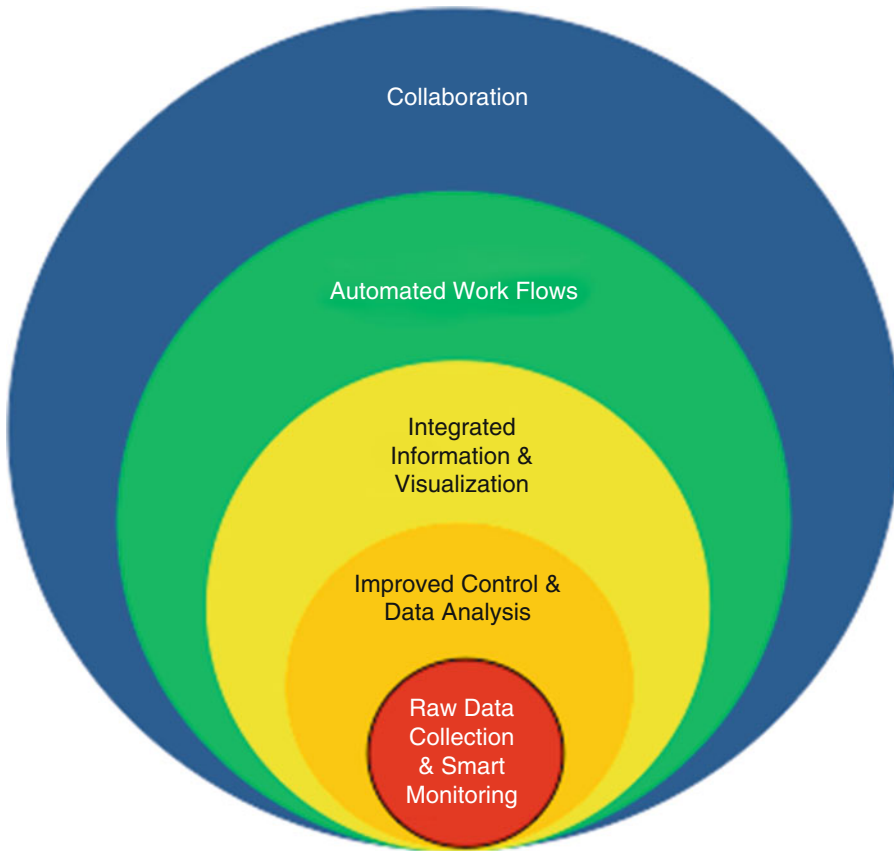 Collaboration
Automated Work Flows
Integrated
Information &
Visualization
Improved Control &
Data Analysis
Raw Data
Collection
& Smart
Monitoring